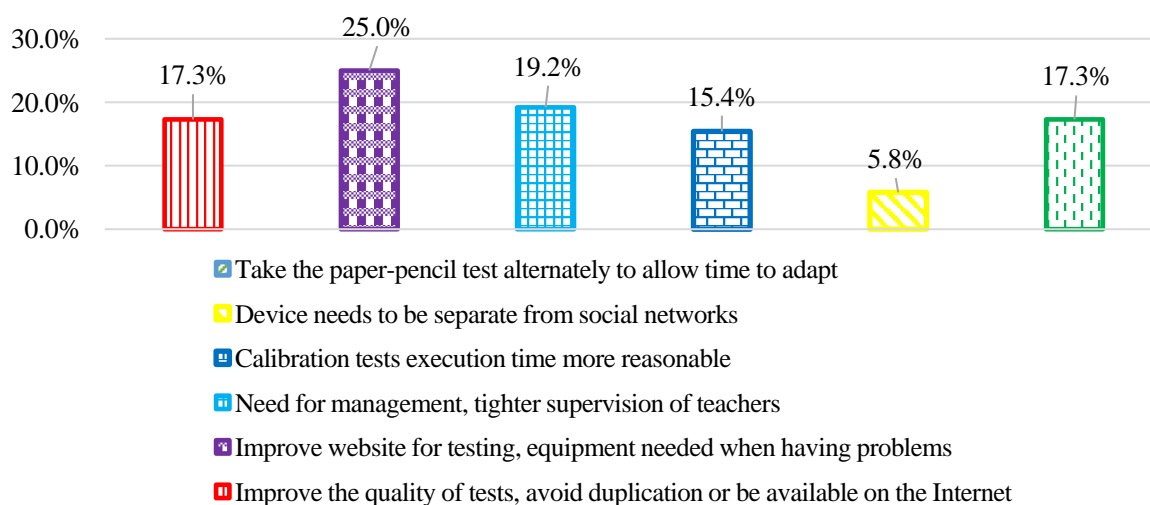 30.0%
20.0%
10.0%
0.0%
17.3%
25.0%
19.2%
15.4%
5.8%
17.3%
Take the paper-pencil test alternately to allow time to adapt
Device needs to be separate from social networks
Calibration tests execution time more reasonable
Need for management, tighter supervision of teachers
Improve website for testing, equipment needed when having problems
Improve the quality of tests, avoid duplication or be available on the Internet